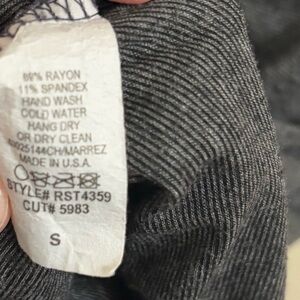 89% RAYON
11% SPANDEX
HAND WASH
COLD WATER
HANG DRY
OR DRY CLEAN
MADE IN U.S.A.
STYLE# RST4359
CUT# 5983
S